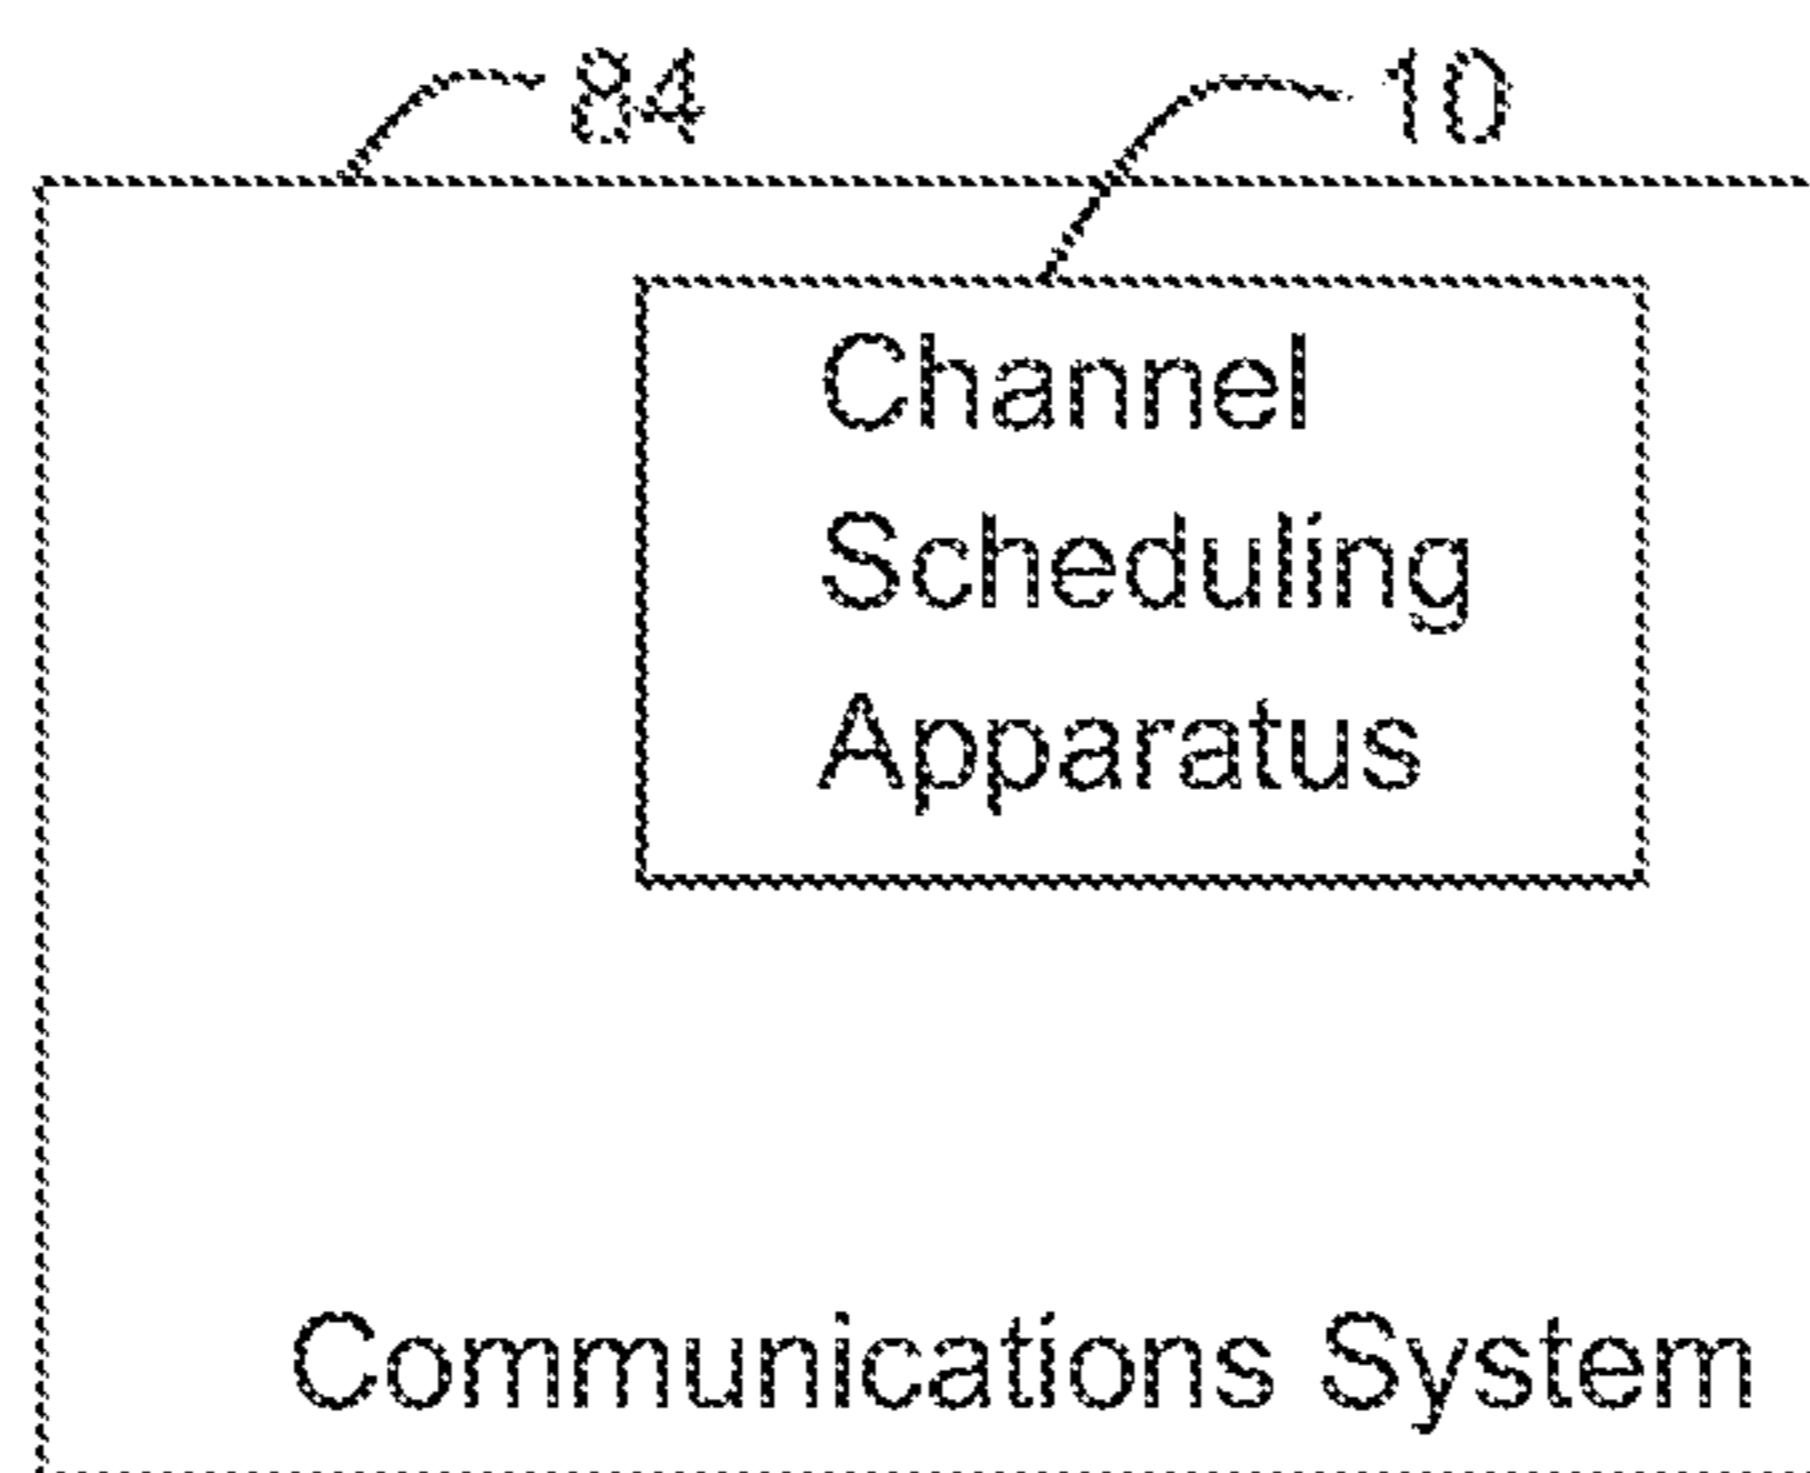 84 10
Channel
Scheduling
Apparatus
Communications System